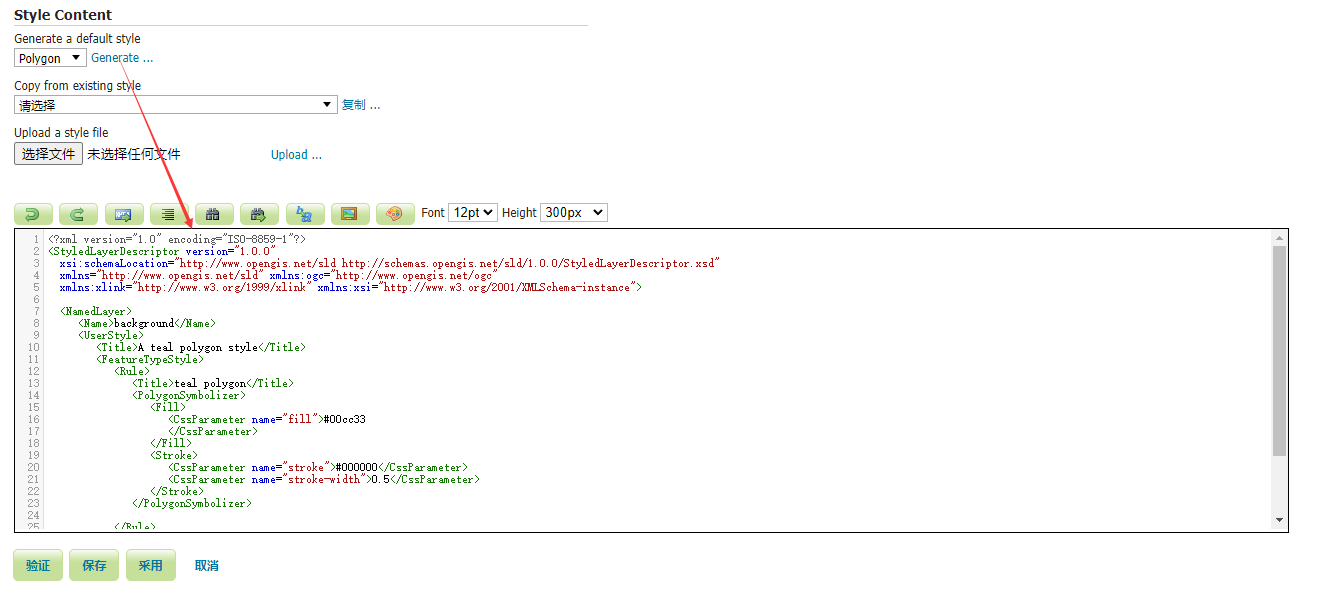 Style Content
Generate a default style
Polygon Generate ...
Copy from existing style
请选择 复制 ...
Upload a style file
选择文件 未选择任何文件 Upload ...
Font 12pt Height 300px
1 <?xml version="1.0" encoding="ISO-8859-1"?>
2 <StyledLayerDescriptor version="1.0.0"
3 xsi:schemaLocation="http://www.opengis.net/sld http://schemas.opengis.net/sld/1.0.0/StyledLayerDescriptor.xsd"
4 xmlns="http://www.opengis.net/sld" xmlns:ogc="http://www.opengis.net/ogc"
5 xmlns:xlink="http://www.w3.org/1999/xlink" xmlns:xsi="http://www.w3.org/2001/XMLSchema-instance">
6
7 <NamedLayer>
8 <Name>background</Name>
9 <UserStyle>
10 <Title>A teal polygon style</Title>
11 <FeatureTypeStyle>
12 <Rule>
13 <Title>teal polygon</Title>
14 <PolygonSymbolizer>
15 <Fill>
16 <CssParameter name="fill">#00cc33
17 </CssParameter>
18 </Fill>
19 <Stroke>
20 <CssParameter name="stroke">#000000</CssParameter>
21 <CssParameter name="stroke-width">0.5</CssParameter>
22 </Stroke>
23 </PolygonSymbolizer>
24
25 </Rule>
验证 保存 采用 取消